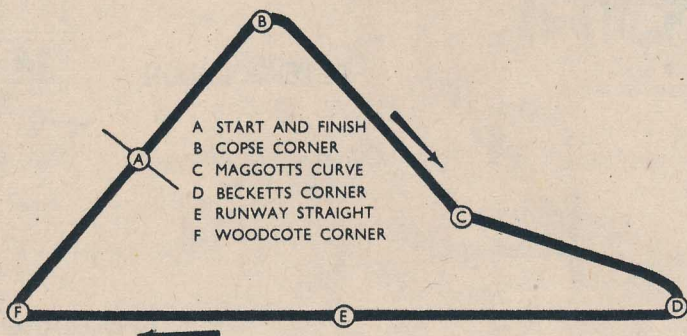 B
A START AND FINISH
B COPSE CORNER
C MAGGOTTS CURVE
D BECKETTS CORNER
E RUNWAY STRAIGHT
F WOODCOTE CORNER
A
C
D
F
E